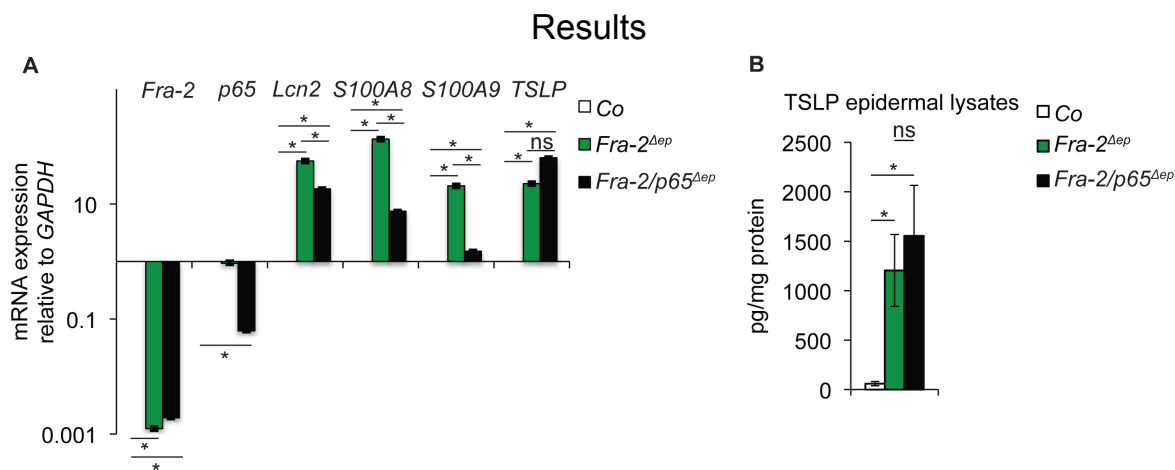 Results
A
Fra-2 p65 Lcn2 S100A8 S100A9 TSLP
mRNA expression
relative to GAPDH
10
0.1
0.001
* * * * * * * * * * * ns * * *
Co
Fra-2Δep
Fra-2/p65Δep
B
TSLP epidermal lysates
pg/mg protein
2500
2000
1500
1000
500
0
ns
*
*
Co
Fra-2Δep
Fra-2/p65Δep